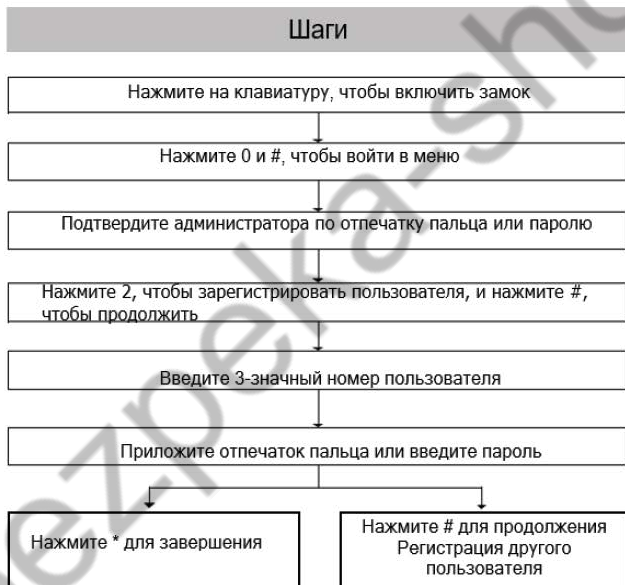 Шаги
Нажмите на клавиатуру, чтобы включить замок
Нажмите 0 и #, чтобы войти в меню
Подтвердите администратора по отпечатку пальца или паролю
Нажмите 2, чтобы зарегистрировать пользователя, и нажмите #,
чтобы продолжить
Введите 3-значный номер пользователя
Приложите отпечаток пальца или введите пароль
Нажмите * для завершения
Нажмите # для продолжения
Регистрация другого
пользователя
ezpeka-sho